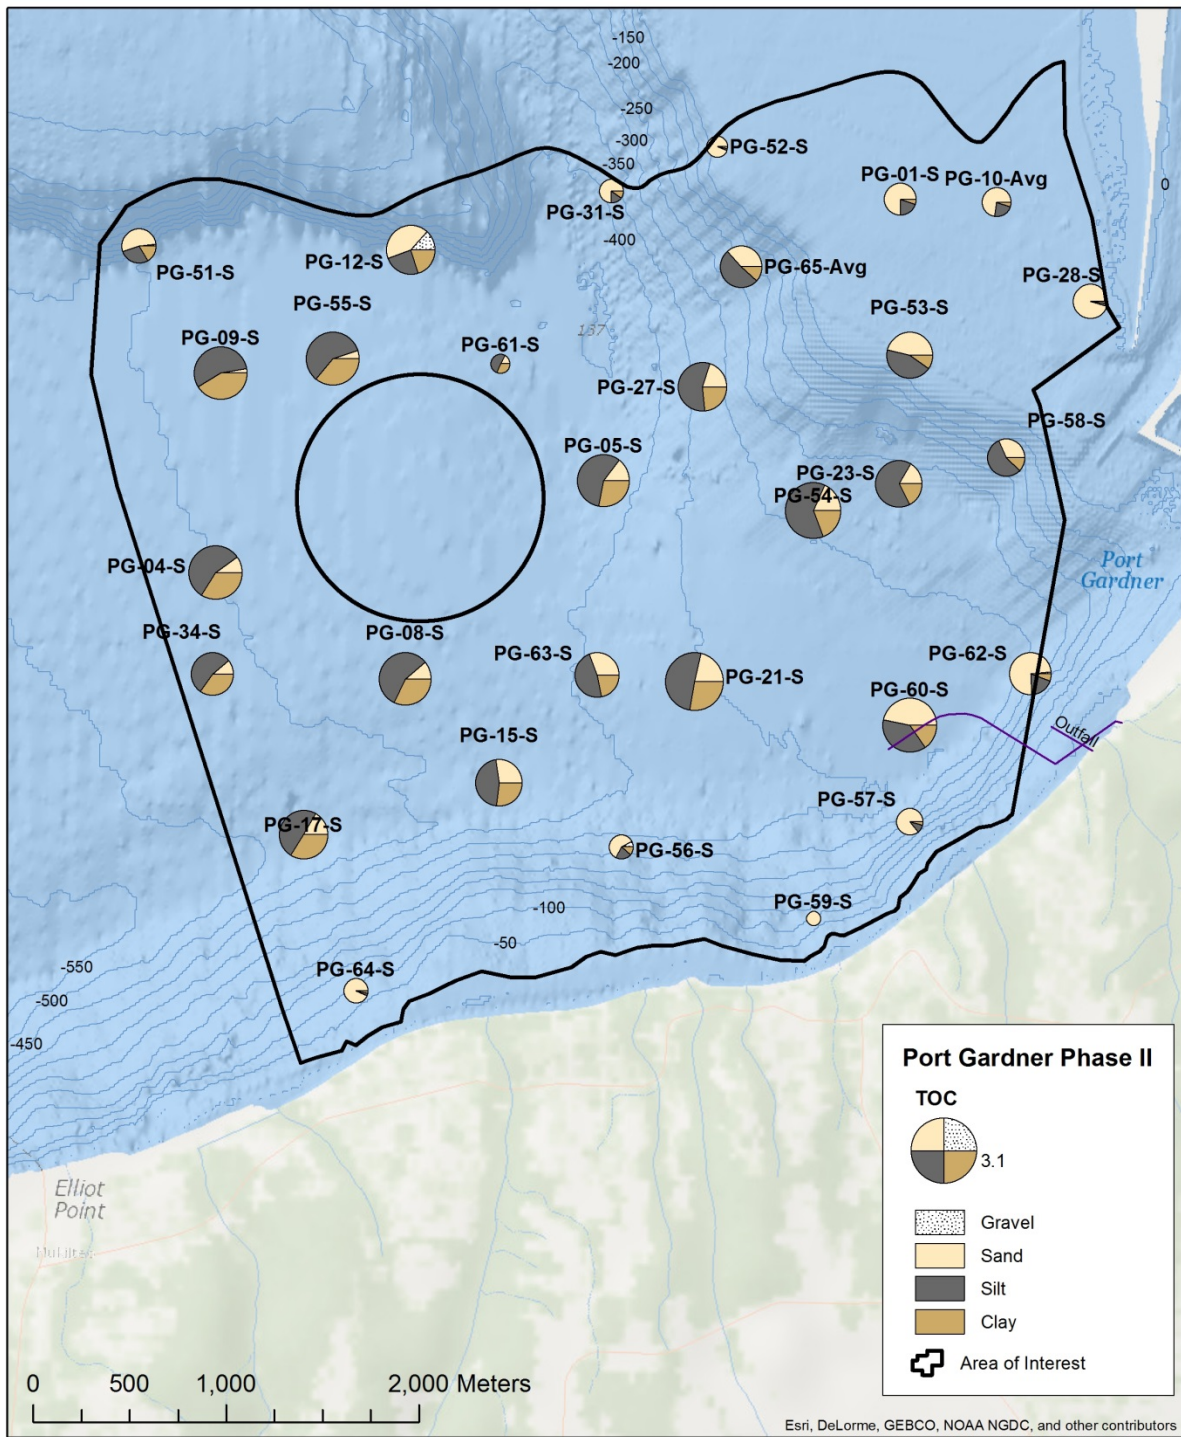 -150
-200
-250
-300
-350
-400
PG-52-S
PG-31-S
PG-01-S
PG-10-Avg
0
PG-51-S
PG-12-S
PG-65-Avg
PG-28-S
PG-55-S
PG-53-S
137
PG-09-S
PG-61-S
PG-27-S
PG-58-S
PG-05-S
PG-23-S
PG-54-S
PG-04-S
Port
Gardner
PG-34-S
PG-08-S
PG-63-S
PG-21-S
PG-62-S
PG-60-S
Outfall
PG-15-S
PG-57-S
PG-17-S
PG-56-S
PG-59-S
-100
-50
PG-64-S
-550
-500
-450
Elliot
Point
Port Gardner Phase II
TOC
3.1
Gravel
Sand
Silt
Clay
Area of Interest
0 500 1,000 2,000 Meters
Esri, DeLorme, GEBCO, NOAA NGDC, and other contributors